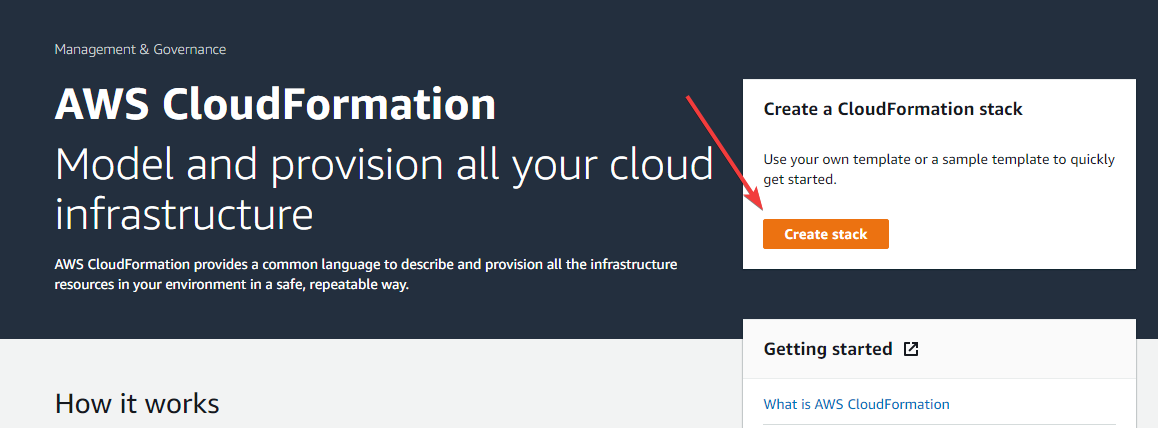 Management & Governance
AWS CloudFormation
Model and provision all your cloud
infrastructure
AWS CloudFormation provides a common language to describe and provision all the infrastructure
resources in your environment in a safe, repeatable way.
Create a CloudFormation stack
Use your own template or a sample template to quickly
get started.
Create stack
Getting started
What is AWS CloudFormation
How it works